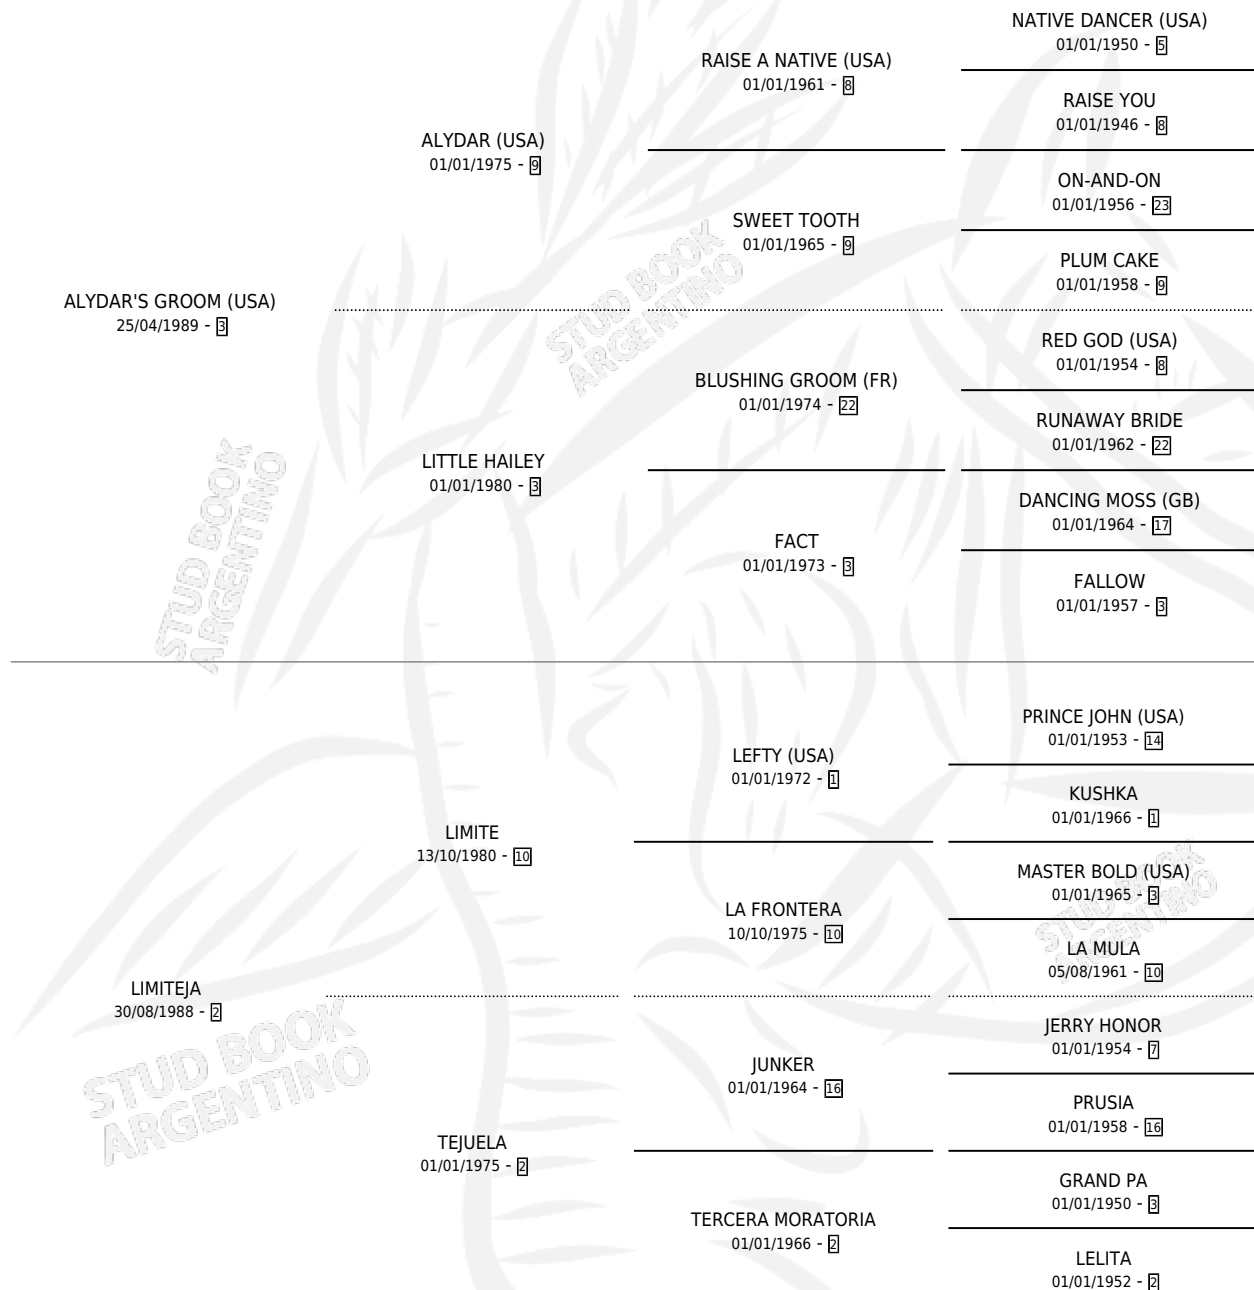 NATIVE DANCER (USA)
01/01/1950 - 5
RAISE A NATIVE (USA)
01/01/1961 - 8
RAISE YOU
01/01/1946 - 8
ALYDAR (USA)
01/01/1975 - 9
ON-AND-ON
01/01/1956 - 23
SWEET TOOTH
01/01/1965 - 9
PLUM CAKE
01/01/1958 - 9
ALYDAR'S GROOM (USA)
25/04/1989 - 3
RED GOD (USA)
01/01/1954 - 8
BLUSHING GROOM (FR)
01/01/1974 - 22
RUNAWAY BRIDE
01/01/1962 - 22
LITTLE HAILEY
01/01/1980 - 3
DANCING MOSS (GB)
01/01/1964 - 17
FACT
01/01/1973 - 3
FALLOW
01/01/1957 - 3
PRINCE JOHN (USA)
01/01/1953 - 14
LEFTY (USA)
01/01/1972 - 1
KUSHKA
01/01/1966 - 1
LIMITE
13/10/1980 - 10
MASTER BOLD (USA)
01/01/1965 - 3
LA FRONTERA
10/10/1975 - 10
LA MULA
05/08/1961 - 10
LIMITEJA
30/08/1988 - 2
JERRY HONOR
01/01/1954 - 7
JUNKER
01/01/1964 - 16
PRUSIA
01/01/1958 - 16
TEJUELA
01/01/1975 - 2
GRAND PA
01/01/1950 - 3
TERCERA MORATORIA
01/01/1966 - 2
LELITA
01/01/1952 - 2
STUD BOOK
ARGENTINO
STUD BOOK
ARGENTINO
STUD BOOK
ARGENTINO
STUD BOOK
ARGENTINO